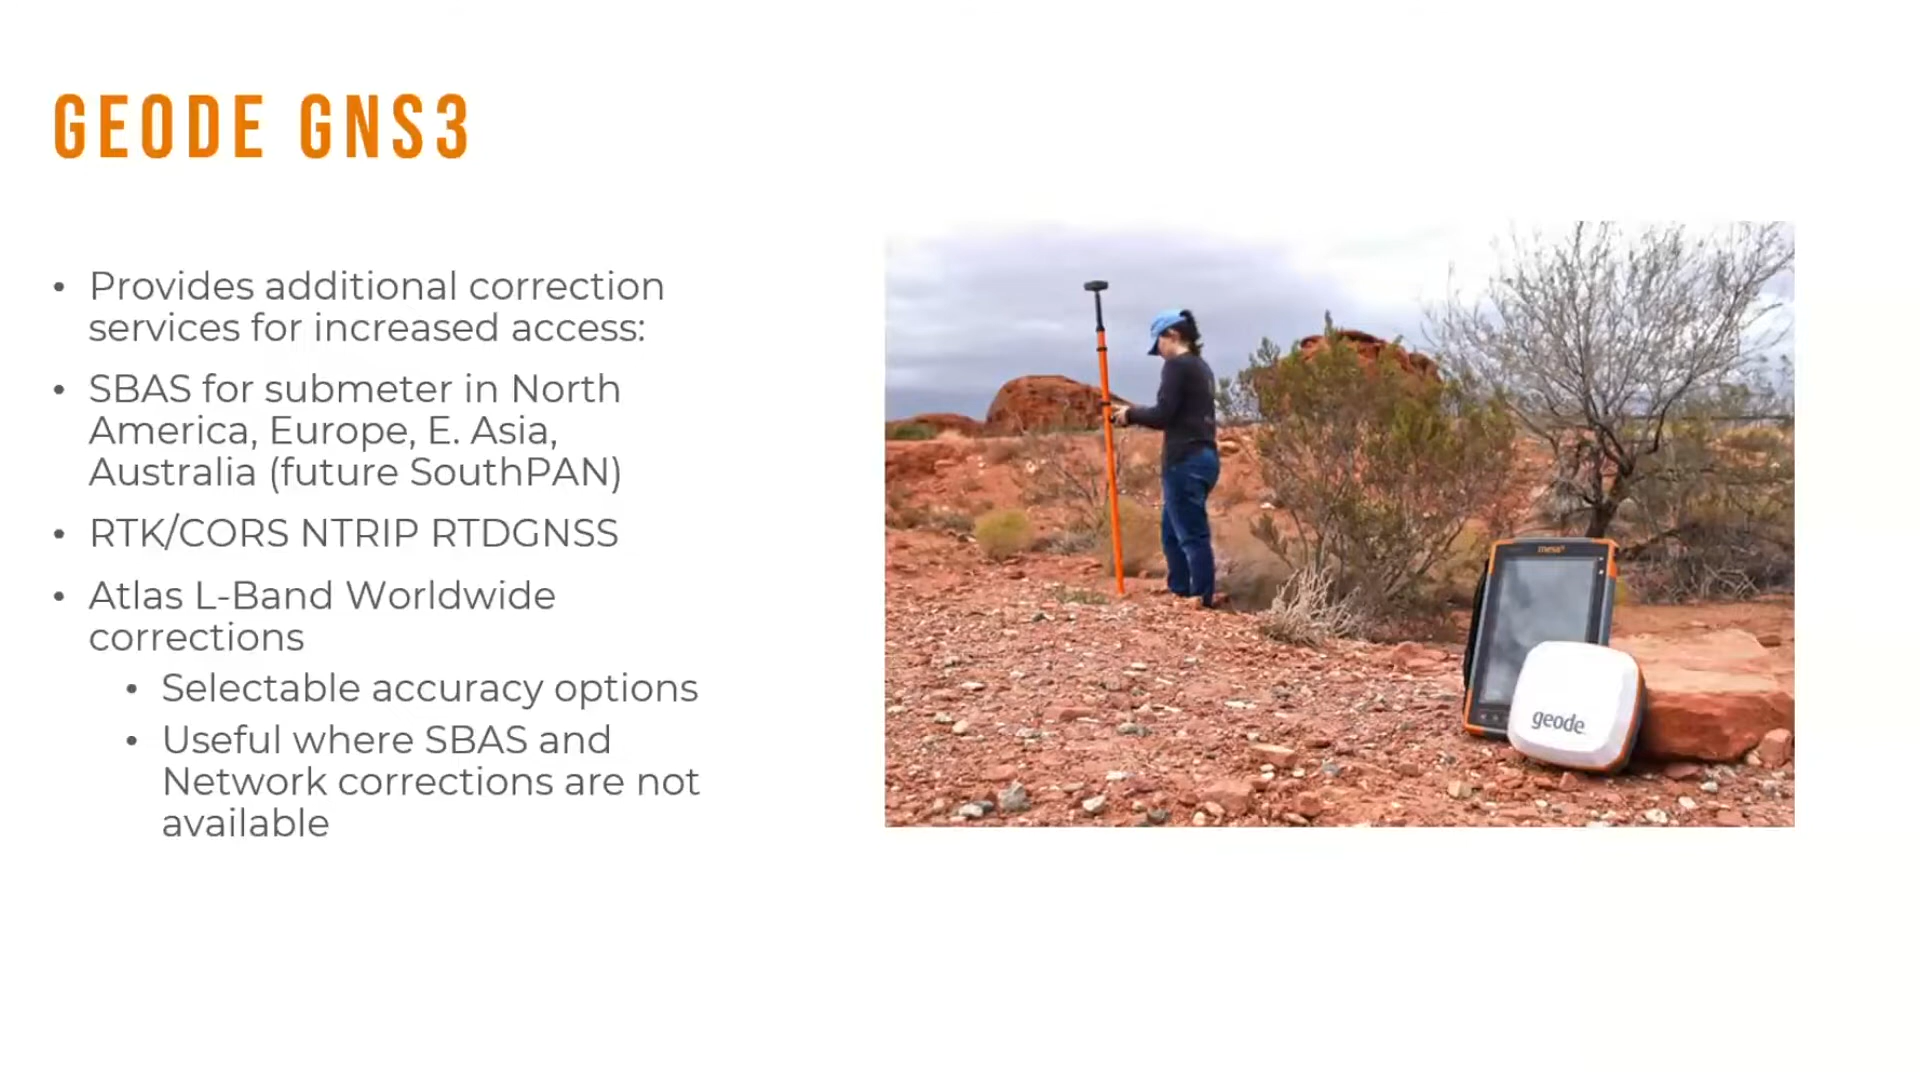 GEODE GNS3
• Provides additional correction
services for increased access:
• SBAS for submeter in North
America, Europe, E. Asia,
Australia (future SouthPAN)
• RTK/CORS NTRIP RTDGNSS
• Atlas L-Band Worldwide
corrections
• Selectable accuracy options
• Useful where SBAS and
Network corrections are not
available
mesa
geode